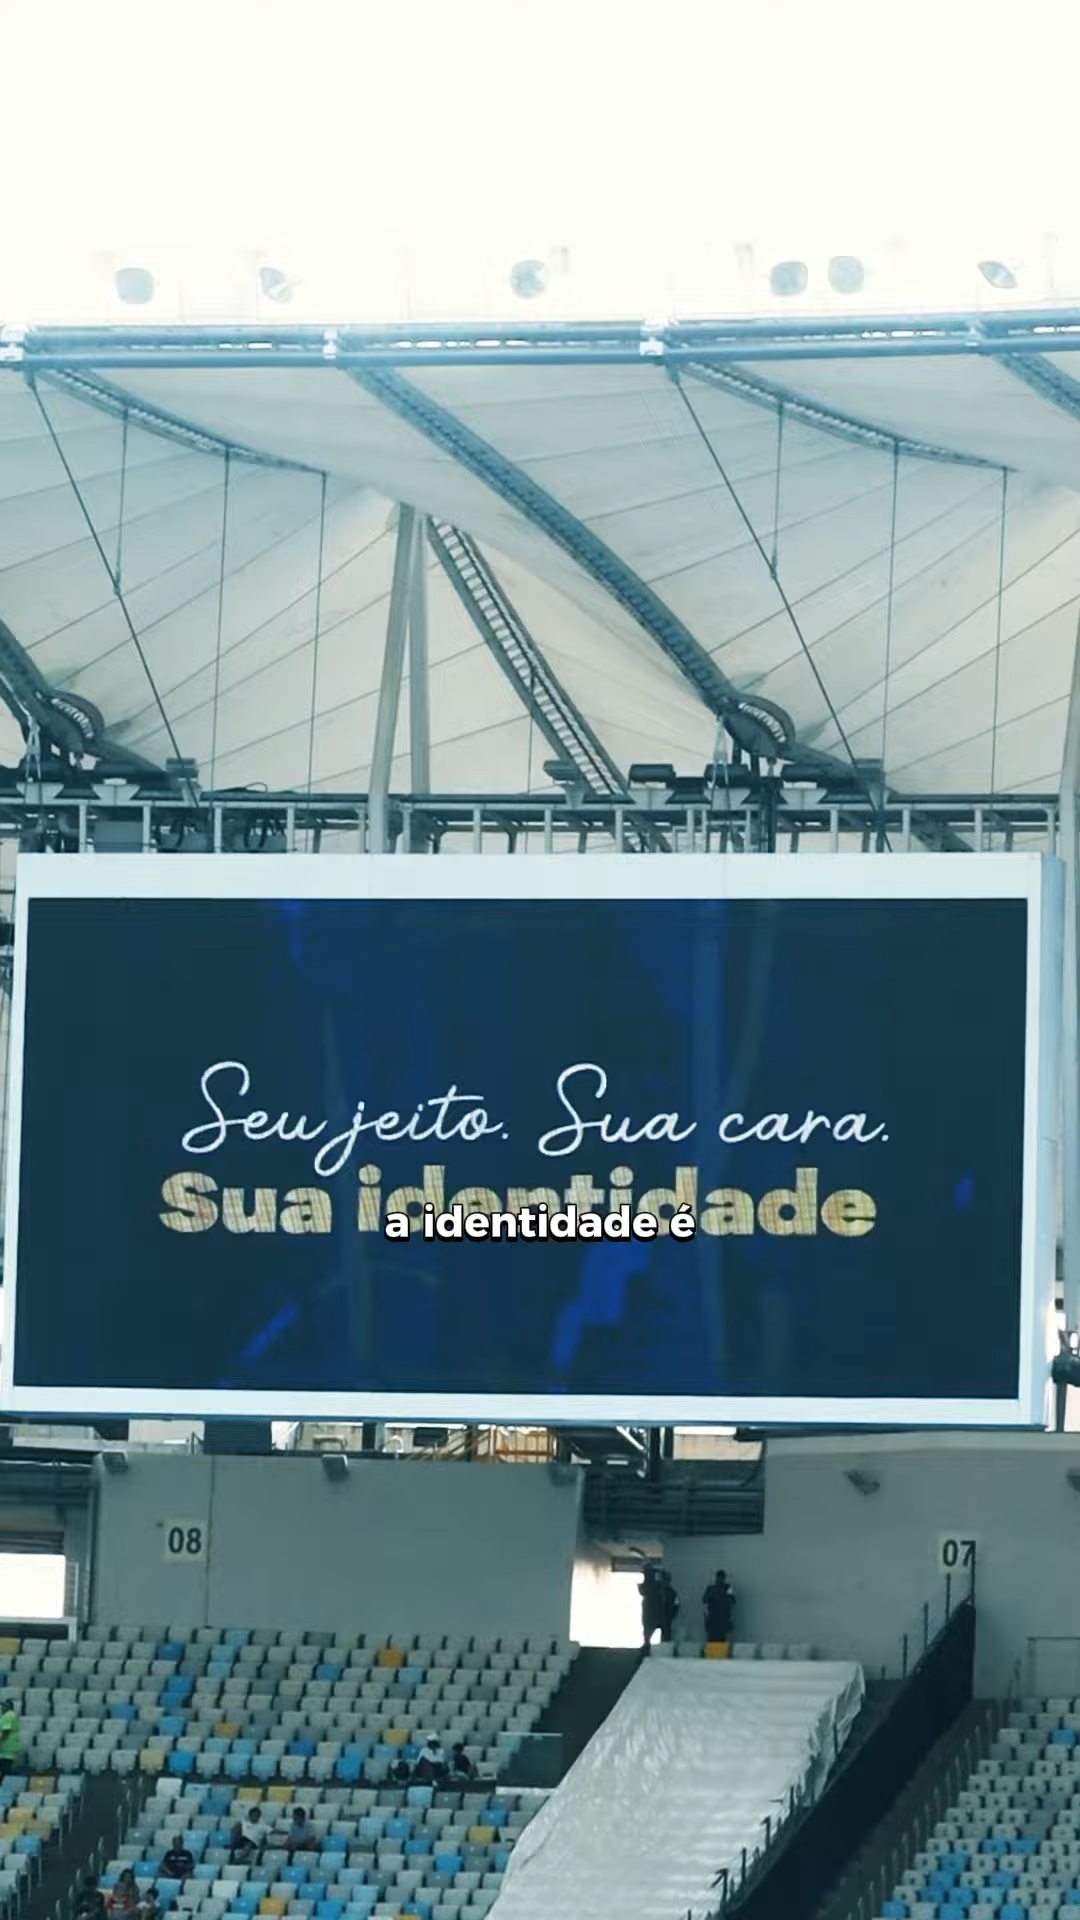 Seu jeito. Sua cara.
Sua identidade
a identidade é
08
07